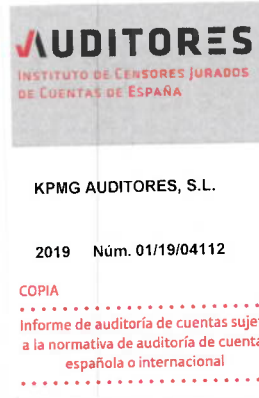 AUDITORES
INSTITUTO DE CENSORES JURADOS
DE CUENTAS DE ESPAÑA
KPMG AUDITORES, S.L.
2019 Núm. 01/19/04112
COPIA
Informe de auditoría de cuentas suje
a la normativa de auditoría de cuenta
española o internacional